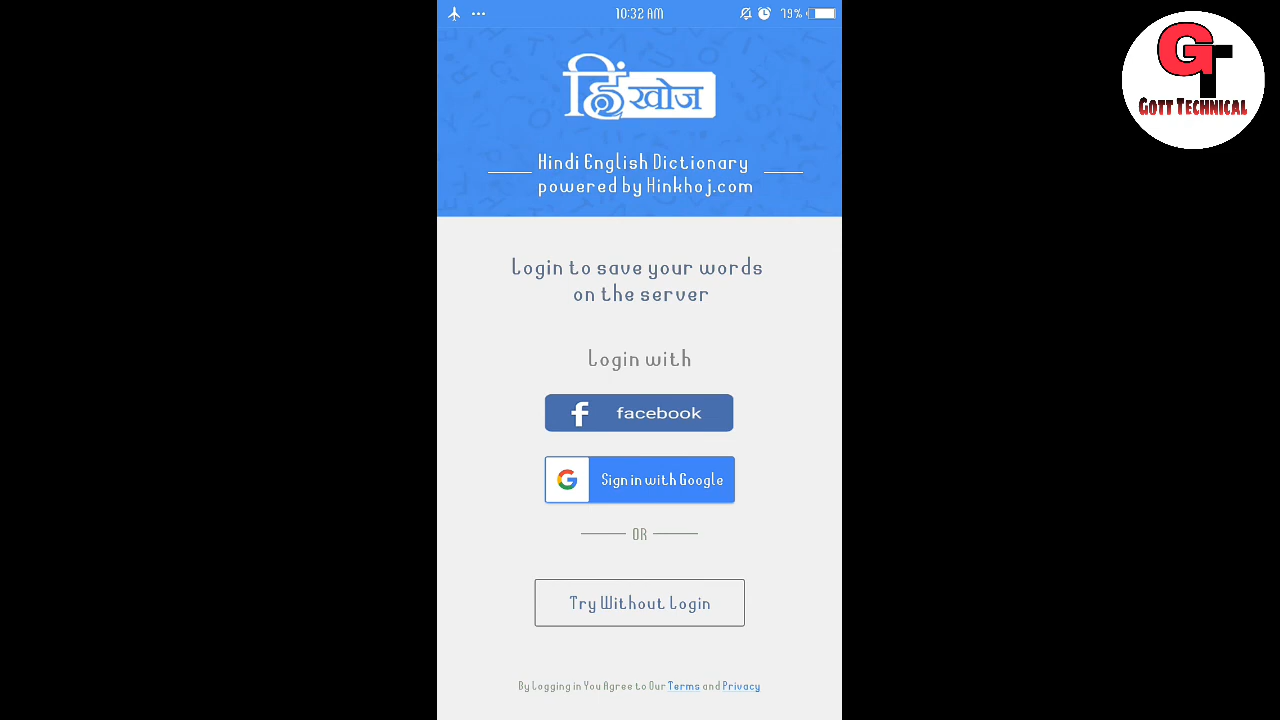 10:32 AM
79%
GT
GOTT TECHNICAL
हिंखोज
Hindi English Dictionary
powered by Hinkhoj.com
Login to save your words
on the server
Login with
f facebook
G Sign in with Google
OR
Try Without Login
By Logging in You Agree to Our Terms and Privacy